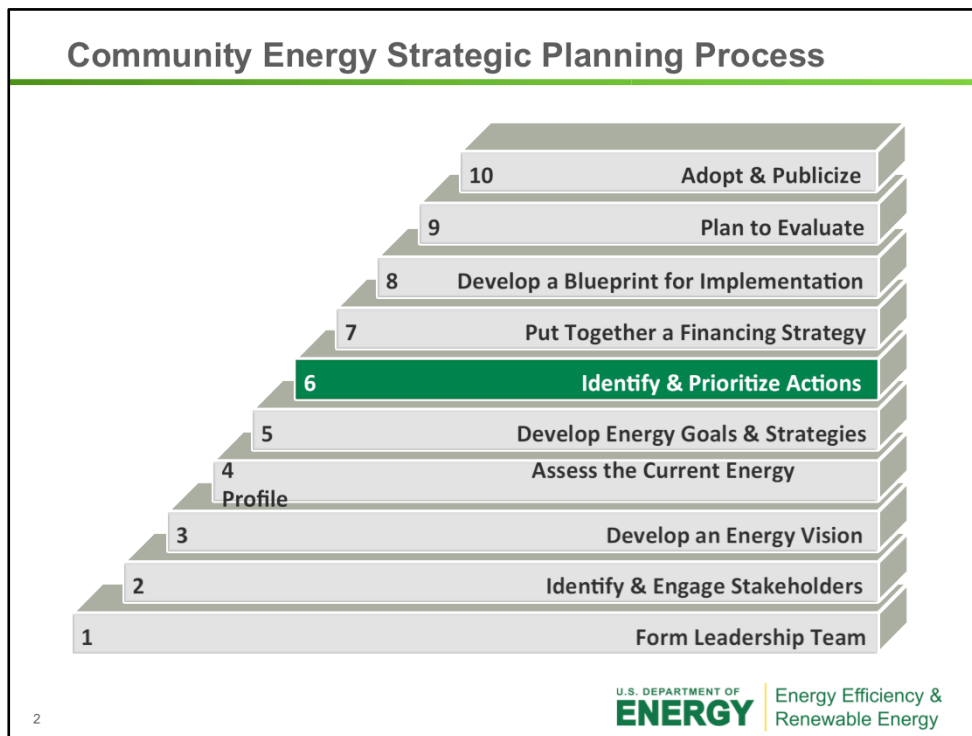 Community Energy Strategic Planning Process
10 Adopt & Publicize
9 Plan to Evaluate
8 Develop a Blueprint for Implementation
7 Put Together a Financing Strategy
6 Identify & Prioritize Actions
5 Develop Energy Goals & Strategies
4 Assess the Current Energy
Profile
3 Develop an Energy Vision
2 Identify & Engage Stakeholders
1 Form Leadership Team
2
U.S. DEPARTMENT OF
ENERGY
Energy Efficiency &
Renewable Energy